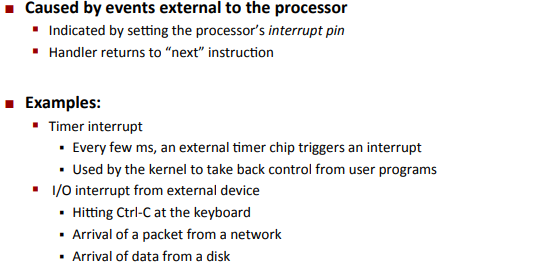 Caused by events external to the processor
Indicated by setting the processor's interrupt pin
Handler returns to “next” instruction
Examples:
Timer interrupt
Every few ms, an external timer chip triggers an interrupt
Used by the kernel to take back control from user programs
I/O interrupt from external device
Hitting Ctrl-C at the keyboard
Arrival of a packet from a network
Arrival of data from a disk